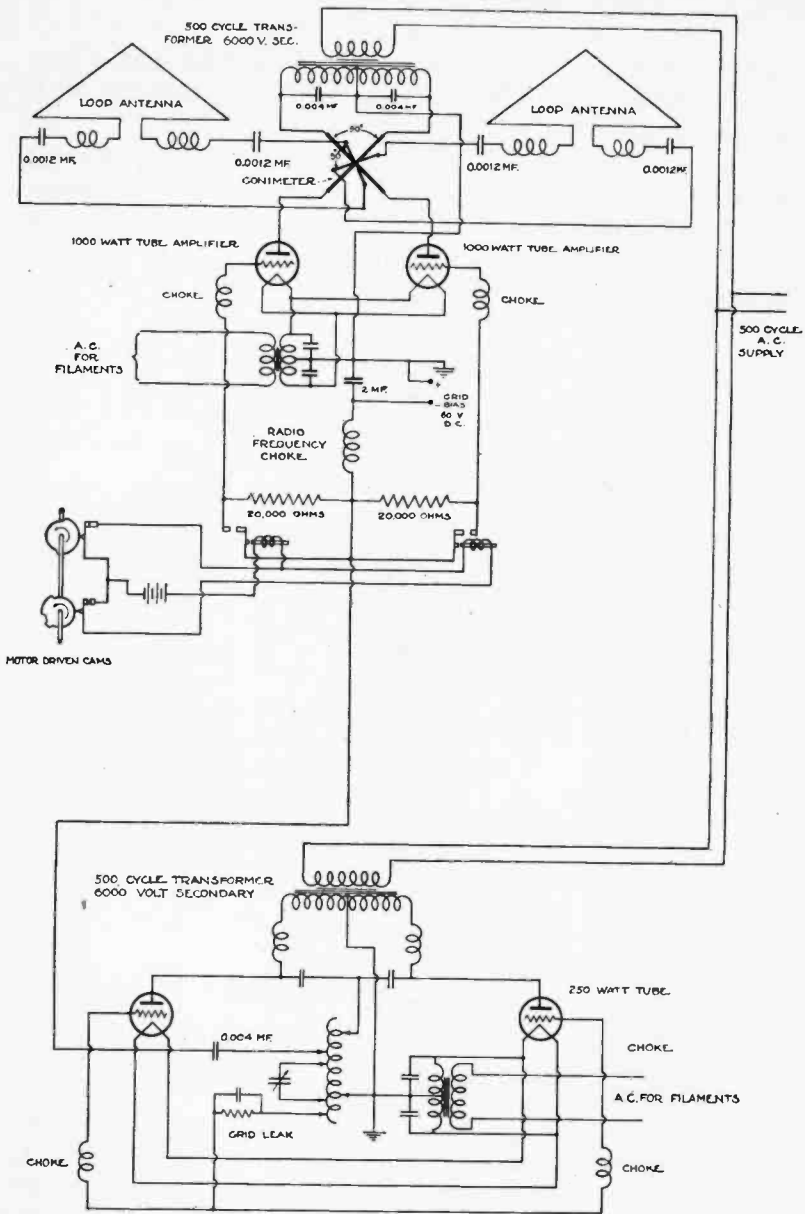 500 CYCLE TRANS-
FORMER 6000 V. SEC.
LOOP ANTENNA
0.004 MF.
0.004 MF
LOOP ANTENNA
0.0012 MF.
0.0012 MF.
90°
90°
0.0012 MF.
0.0012 MF.
GONIMETER
1000 WATT TUBE AMPLIFIER
1000 WATT TUBE AMPLIFIER
CHOKE
CHOKE
A.C.
FOR
FILAMENTS
500 CYCLE
A. C.
SUPPLY
2 MF.
+
-
GRID
BIAS
60 V
D.C.
RADIO
FREQUENCY
CHOKE
20,000 OHMS
20,000 OHMS
MOTOR DRIVEN CAMS
500 CYCLE TRANSFORMER
6000 VOLT SECONDARY
250 WATT TUBE
0.004 MF.
CHOKE
A.C. FOR FILAMENTS
GRID LEAK
CHOKE
CHOKE